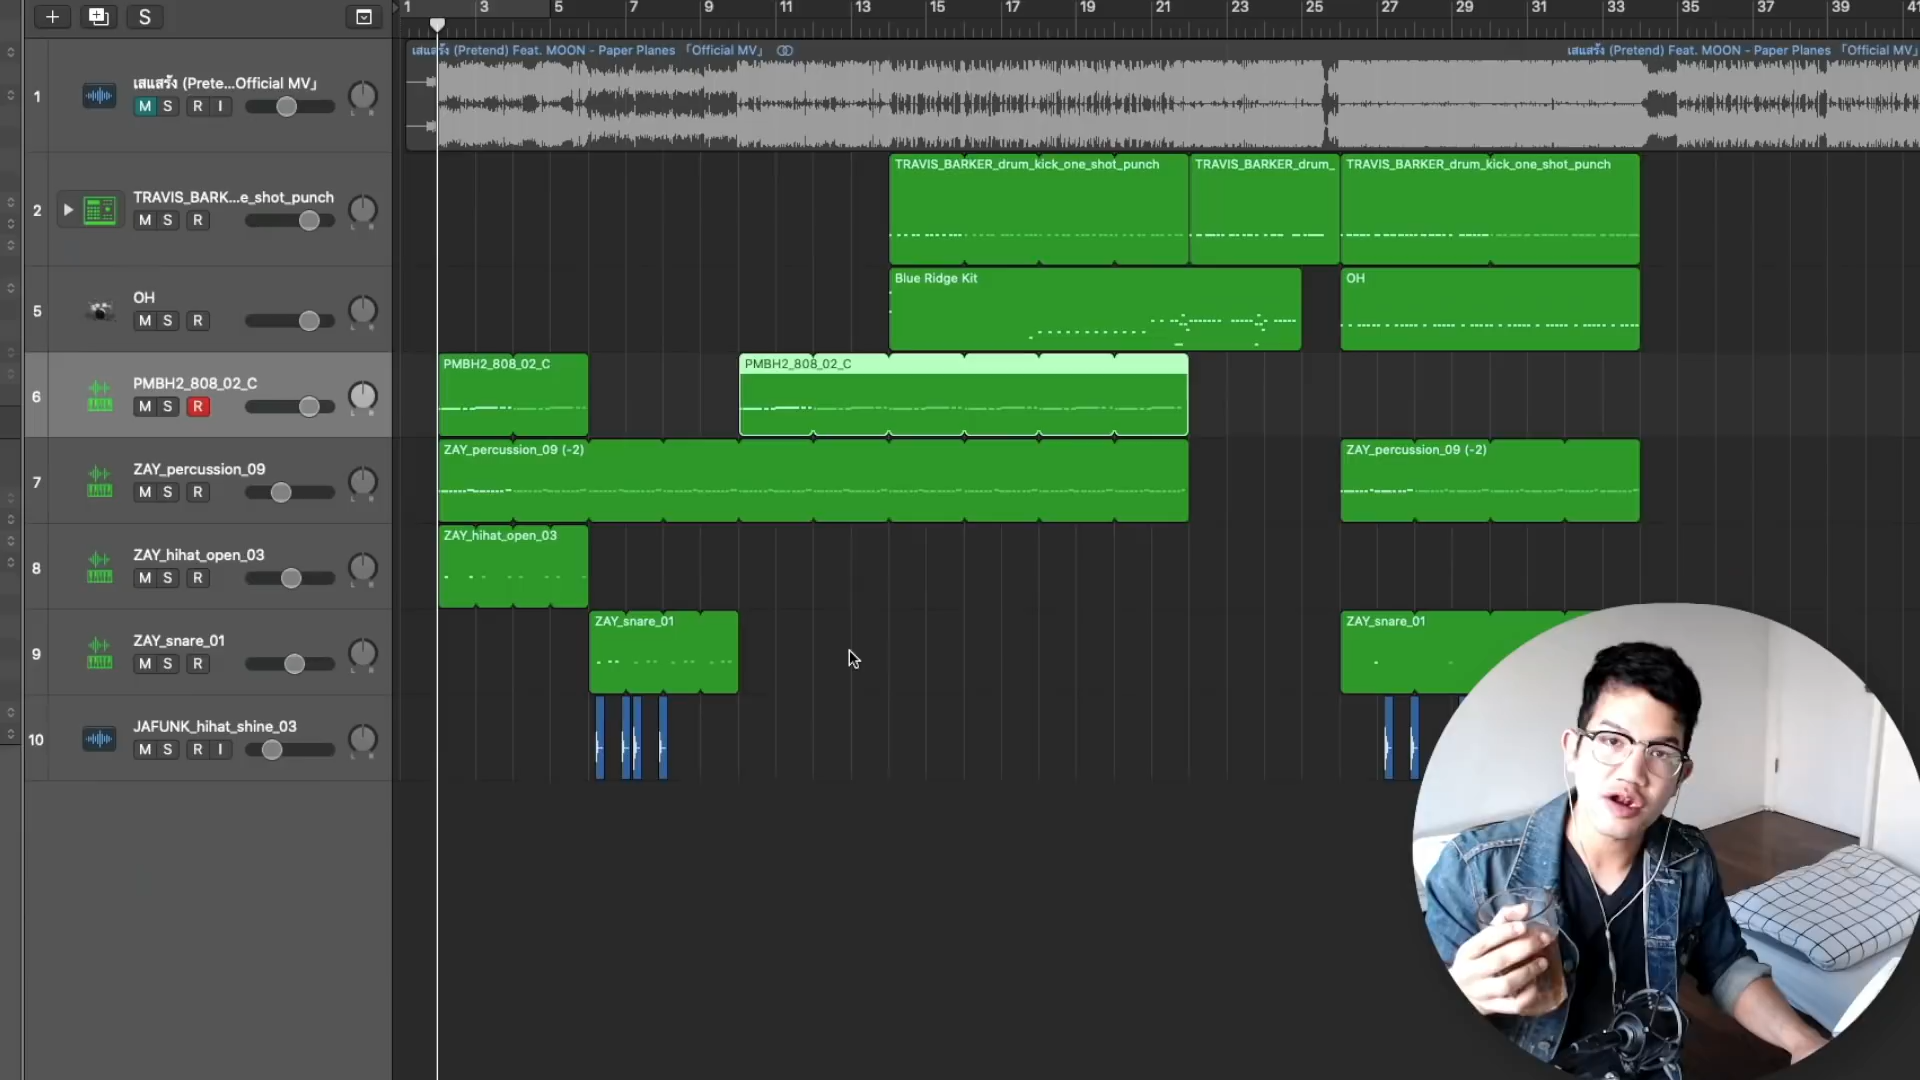 S
1 3 5 7 9 11 13 15 17 19 21 23 25 27 29 31 33 35 37 39 41
เสแสร้ง (Pretend) Feat. MOON - Paper Planes 「Official MV」
เสแสร้ง (Pretend) Feat. MOON - Paper Planes 「Official MV」
1
เสแสร้ง (Prete...Official MV」
M S R I
2
TRAVIS_BARK...e_shot_punch
M S R
TRAVIS_BARKER_drum_kick_one_shot_punch
TRAVIS_BARKER_drum_
TRAVIS_BARKER_drum_kick_one_shot_punch
5
OH
M S R
Blue Ridge Kit
OH
6
PMBH2_808_02_C
M S R
PMBH2_808_02_C
PMBH2_808_02_C
7
ZAY_percussion_09
M S R
ZAY_percussion_09 (-2)
ZAY_percussion_09 (-2)
8
ZAY_hihat_open_03
M S R
ZAY_hihat_open_03
9
ZAY_snare_01
M S R
ZAY_snare_01
ZAY_snare_01
10
JAFUNK_hihat_shine_03
M S R I